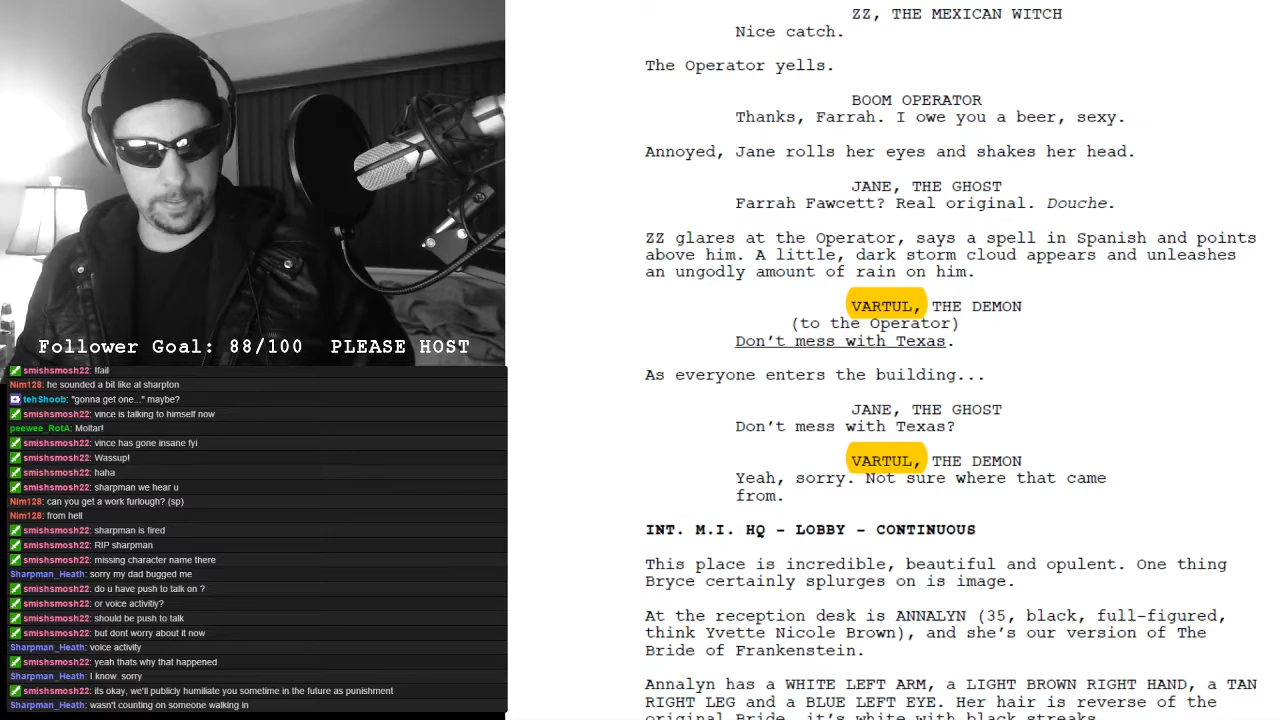 ZZ, THE MEXICAN WITCH
Nice catch.
The Operator yells.
BOOM OPERATOR
Thanks, Farrah. I owe you a beer, sexy.
Annoyed, Jane rolls her eyes and shakes her head.
JANE, THE GHOST
Farrah Fawcett? Real original. Douche.
ZZ glares at the Operator, says a spell in Spanish and points
above him. A little, dark storm cloud appears and unleashes
an ungodly amount of rain on him.
VARTUL, THE DEMON
(to the Operator)
Don't mess with Texas.
As everyone enters the building...
JANE, THE GHOST
Don't mess with Texas?
VARTUL, THE DEMON
Yeah, sorry. Not sure where that came
from.
INT. M.I. HQ - LOBBY - CONTINUOUS
This place is incredible, beautiful and opulent. One thing
Bryce certainly splurges on is image.
At the reception desk is ANNALYN (35, black, full-figured,
think Yvette Nicole Brown), and she's our version of The
Bride of Frankenstein.
Annalyn has a WHITE LEFT ARM, a LIGHT BROWN RIGHT HAND, a TAN
RIGHT LEG and a BLUE LEFT EYE. Her hair is reverse of the
original Bride, it's white with black streaks.
Follower Goal: 88/100 PLEASE HOST
smishsmosh22: !fail
Nim128: he sounded a bit like al sharpton
tehShoob: "gonna get one..." maybe?
smishsmosh22: vince is talking to himself now
peewee_RotA: Moltar!
smishsmosh22: vince has gone insane fyi
smishsmosh22: Wassup!
smishsmosh22: haha
smishsmosh22: sharpman we hear u
Nim128: can you get a work furlough? (sp)
Nim128: from hell
smishsmosh22: sharpman is fired
smishsmosh22: RIP sharpman
smishsmosh22: missing character name there
Sharpman_Heath: sorry my dad bugged me
smishsmosh22: do u have push to talk on ?
smishsmosh22: or voice activitiy?
smishsmosh22: should be push to talk
smishsmosh22: but dont worry about it now
Sharpman_Heath: voice activity
smishsmosh22: yeah thats why that happened
Sharpman_Heath: I know. sorry
smishsmosh22: its okay, we'll publicly humiliate you sometime in the future as punishment
Sharpman_Heath: wasn't counting on someone walking in